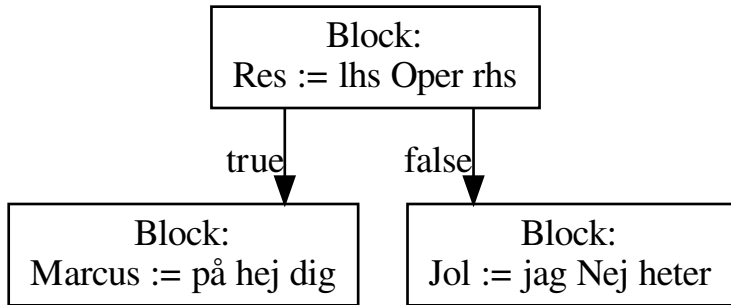 Block:
Res := lhs Oper rhs
true
false
Block:
Marcus := på hej dig
Block:
Jol := jag Nej heter